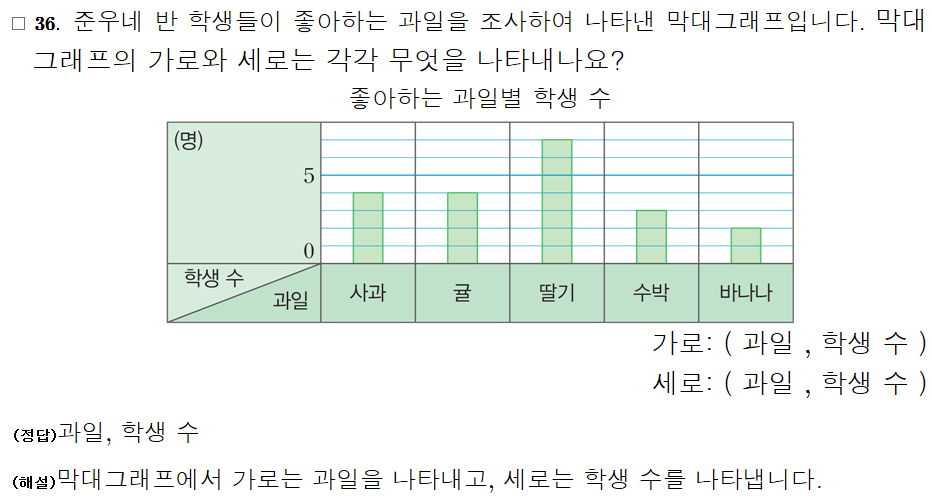 □ 36. 준우네 반 학생들이 좋아하는 과일을 조사하여 나타낸 막대그래프입니다. 막대
그래프의 가로와 세로는 각각 무엇을 나타내나요?
좋아하는 과일별 학생 수
(명)
5
0
학생 수
과일
사과 귤 딸기 수박 바나나
가로: ( 과일 , 학생 수 )
세로: ( 과일 , 학생 수 )
(정답)과일, 학생 수
(해설)막대그래프에서 가로는 과일을 나타내고, 세로는 학생 수를 나타냅니다.